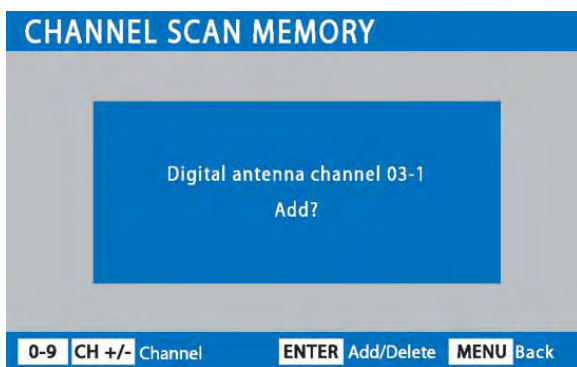 CHANNEL SCAN MEMORY
Digital antenna channel 03-1
Add?
0-9 CH +/- Channel ENTER Add/Delete MENU Back